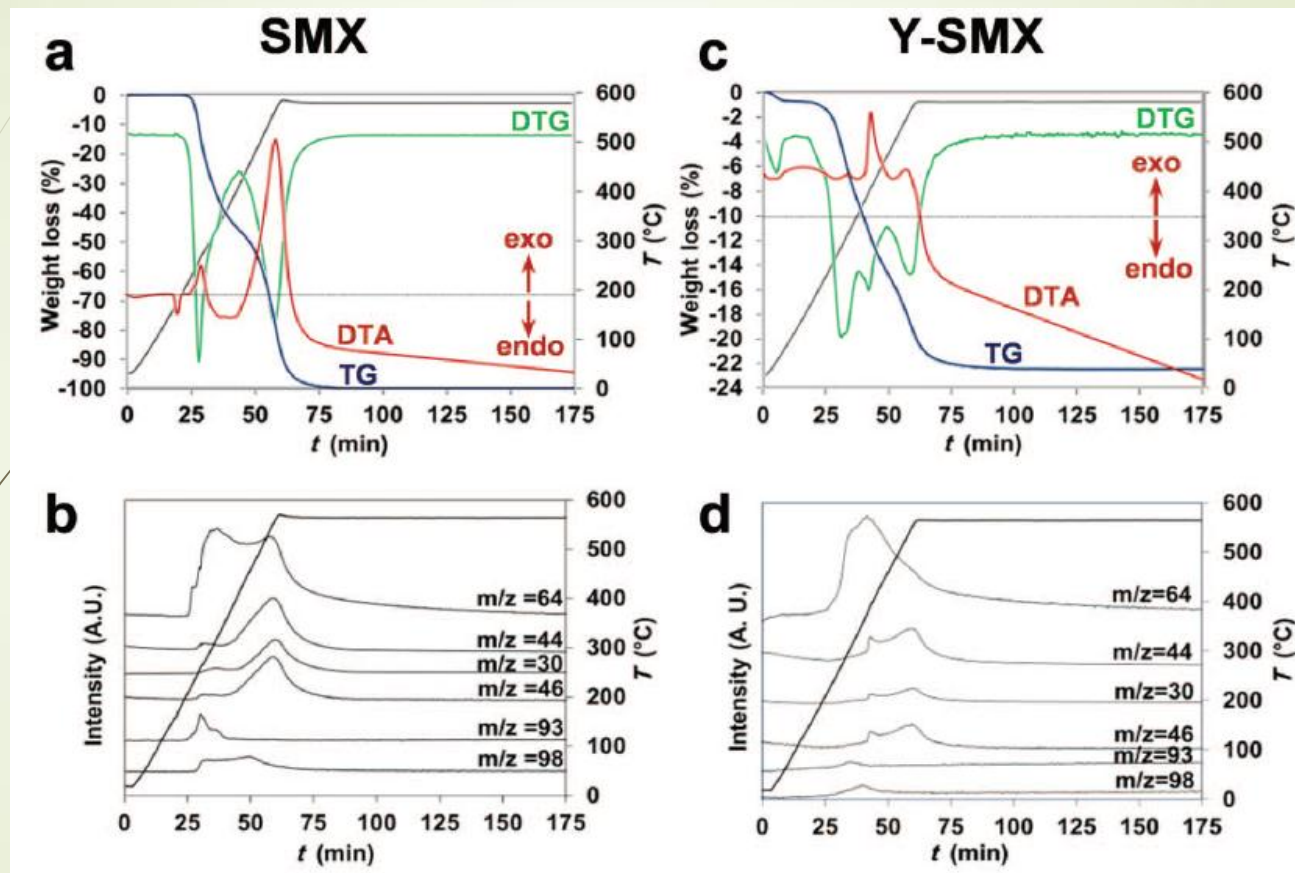 SMX
Y-SMX
a
Weight loss (%)
0
-10
-20
-30
-40
-50
-60
-70
-80
-90
-100
DTG
exo
endo
DTA
TG
600
500
400
300
200
100
0
T (°C)
0 25 50 75 100 125 150 175
t (min)
c
Weight loss (%)
0
-2
-4
-6
-8
-10
-12
-14
-16
-18
-20
-22
-24
DTG
exo
endo
DTA
TG
600
500
400
300
200
100
0
T (°C)
0 25 50 75 100 125 150 175
t (min)
b
Intensity (A.U.)
m/z =64
m/z =44
m/z =30
m/z =46
m/z =93
m/z =98
600
500
400
300
200
100
0
T (°C)
0 25 50 75 100 125 150 175
t (min)
d
Intensity (A. U.)
m/z=64
m/z=44
m/z=30
m/z=46
m/z=93
m/z=98
600
500
400
300
200
100
0
T (°C)
0 25 50 75 100 125 150 175
t (min)